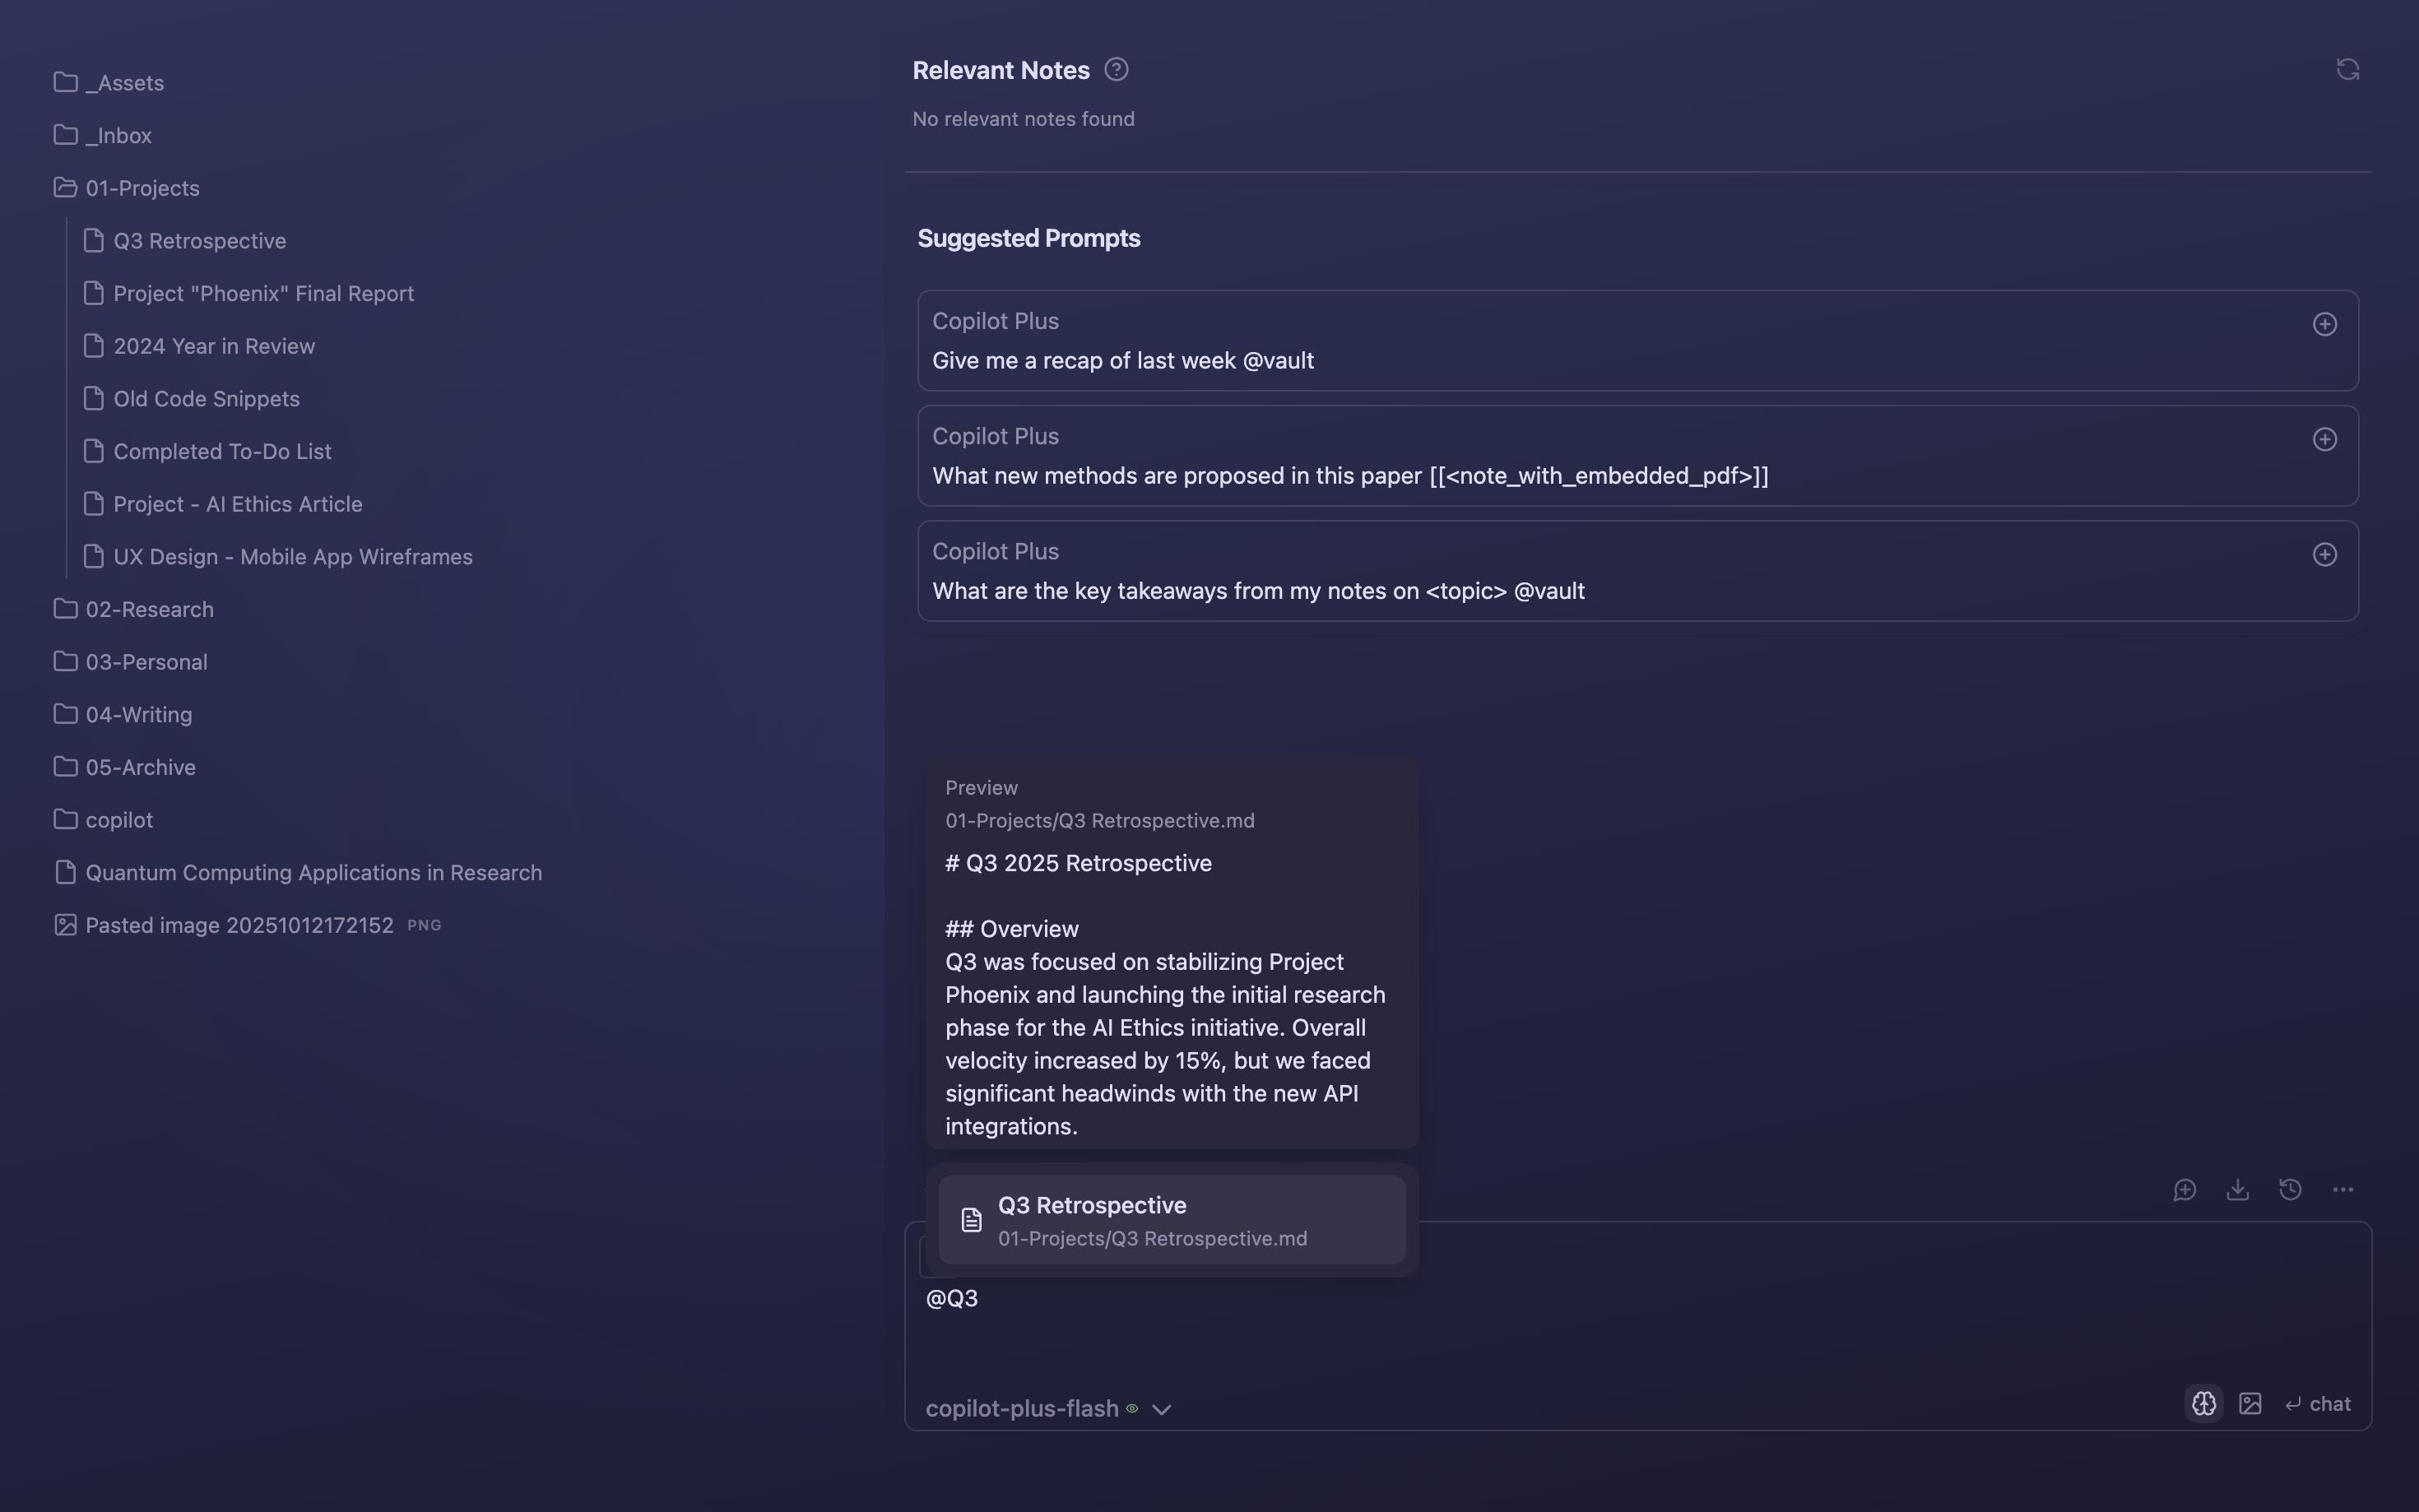 _Assets
_Inbox
01-Projects
Q3 Retrospective
Project "Phoenix" Final Report
2024 Year in Review
Old Code Snippets
Completed To-Do List
Project - AI Ethics Article
UX Design - Mobile App Wireframes
02-Research
03-Personal
04-Writing
05-Archive
copilot
Quantum Computing Applications in Research
Pasted image 20251012172152 PNG
Relevant Notes
No relevant notes found
Suggested Prompts
Copilot Plus
Give me a recap of last week @vault
Copilot Plus
What new methods are proposed in this paper [[<note_with_embedded_pdf>]]
Copilot Plus
What are the key takeaways from my notes on <topic> @vault
Preview
01-Projects/Q3 Retrospective.md
# Q3 2025 Retrospective
## Overview
Q3 was focused on stabilizing Project
Phoenix and launching the initial research
phase for the AI Ethics initiative. Overall
velocity increased by 15%, but we faced
significant headwinds with the new API
integrations.
Q3 Retrospective
01-Projects/Q3 Retrospective.md
@Q3
copilot-plus-flash
chat